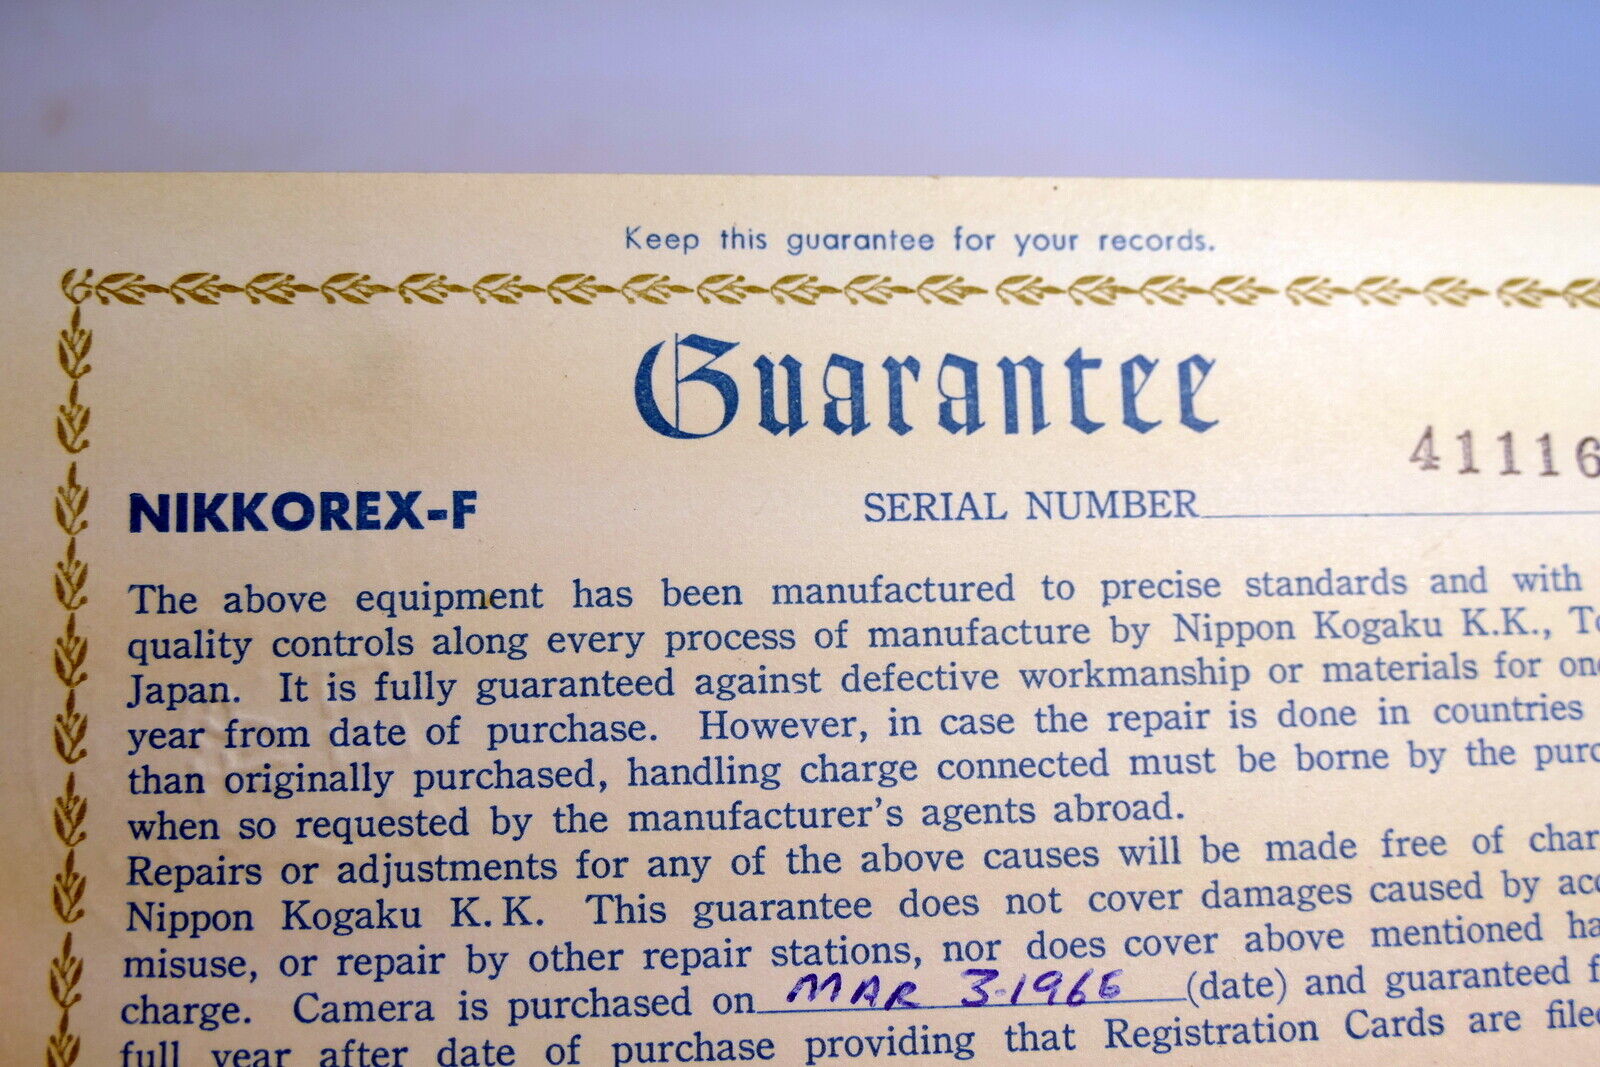 Keep this guarantee for your records.
Guarantee
41116
NIKKOREX-F SERIAL NUMBER
The above equipment has been manufactured to precise standards and with
quality controls along every process of manufacture by Nippon Kogaku K.K., To
Japan. It is fully guaranteed against defective workmanship or materials for one
year from date of purchase. However, in case the repair is done in countries
than originally purchased, handling charge connected must be borne by the purc
when so requested by the manufacturer's agents abroad.
Repairs or adjustments for any of the above causes will be made free of char
Nippon Kogaku K. K. This guarantee does not cover damages caused by acc
misuse, or repair by other repair stations, nor does cover above mentioned ha
charge. Camera is purchased on MAR 3-1966 (date) and guaranteed f
full year after date of purchase providing that Registration Cards are filed